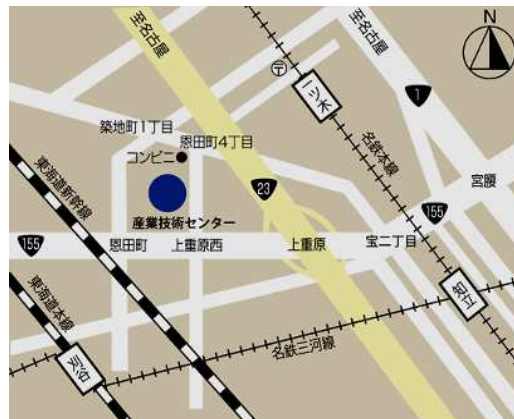 至名古屋
至名古屋
N
〒
一ツ木
1
築地町1丁目
恩田町4丁目
コンビニ
名鉄本線
東海道新幹線
23
宮腰
産業技術センター
155
155
恩田町
上重原西
上重原
宝二丁目
東海道本線
知立
名鉄三河線
刈谷